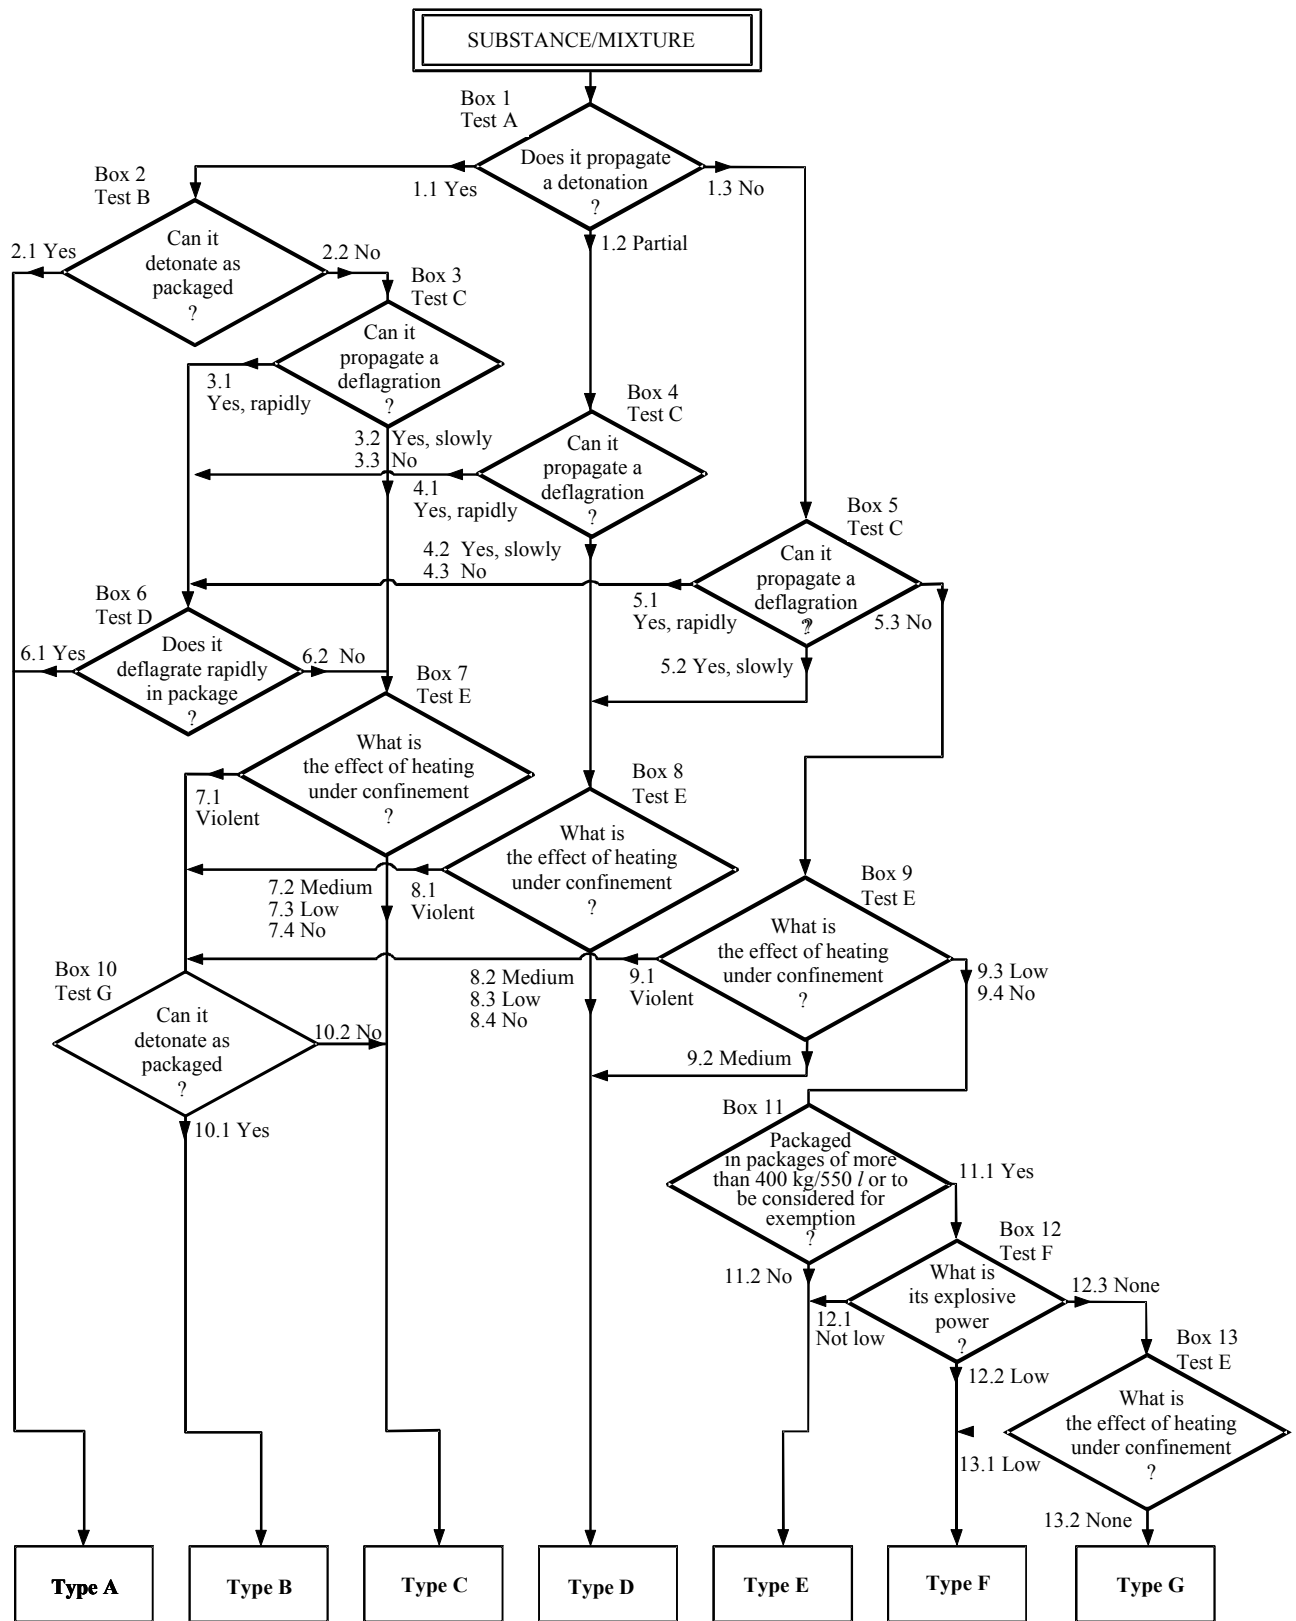 SUBSTANCE/MIXTURE
Box 1
Test A
Does it propagate
a detonation
?
1.1 Yes
1.3 No
1.2 Partial
Box 2
Test B
Can it
detonate as
packaged
?
2.1 Yes
2.2 No
Box 3
Test C
Can it
propagate a
deflagration
?
3.1
Yes, rapidly
3.2 Yes, slowly
3.3 No
Box 4
Test C
Can it
propagate a
deflagration
?
4.1
Yes, rapidly
4.2 Yes, slowly
4.3 No
Box 5
Test C
Can it
propagate a
deflagration
?
5.1
Yes, rapidly
5.3 No
5.2 Yes, slowly
Box 6
Test D
Does it
deflagrate rapidly
in package
?
6.1 Yes
6.2 No
Box 7
Test E
What is
the effect of heating
under confinement
?
7.1
Violent
7.2 Medium
7.3 Low
7.4 No
Box 8
Test E
What is
the effect of heating
under confinement
?
8.1
Violent
8.2 Medium
8.3 Low
8.4 No
Box 9
Test E
What is
the effect of heating
under confinement
?
9.1
Violent
9.3 Low
9.4 No
9.2 Medium
Box 10
Test G
Can it
detonate as
packaged
?
10.2 No
10.1 Yes
Box 11
Packaged
in packages of more
than 400 kg/550 l or to
be considered for
exemption
?
11.1 Yes
11.2 No
Box 12
Test F
What is
its explosive
power
?
12.1
Not low
12.3 None
12.2 Low
Box 13
Test E
What is
the effect of heating
under confinement
?
13.1 Low
13.2 None
Type A
Type B
Type C
Type D
Type E
Type F
Type G